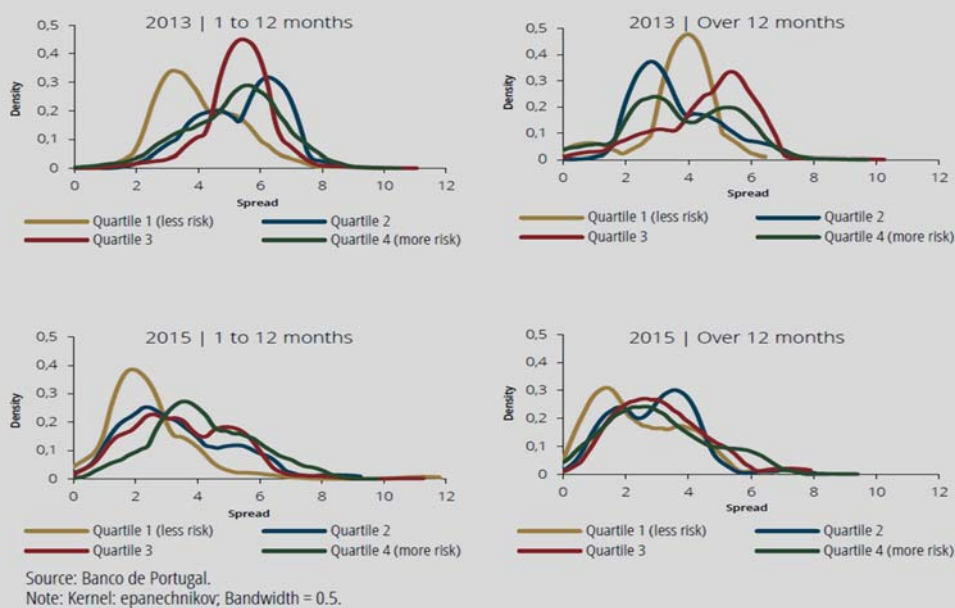 2013 | 1 to 12 months
0,5
0,4
0,3
0,2
0,1
0
Density
0 2 4 6 8 10 12
Spread
Quartile 1 (less risk) Quartile 2
Quartile 3 Quartile 4 (more risk)
2013 | Over 12 months
0,5
0,4
0,3
0,2
0,1
0
Density
0 2 4 6 8 10 12
Spread
Quartile 1 (less risk) Quartile 2
Quartile 3 Quartile 4 (more risk)
2015 | 1 to 12 months
0,5
0,4
0,3
0,2
0,1
0
Density
0 2 4 6 8 10 12
Spread
Quartile 1 (less risk) Quartile 2
Quartile 3 Quartile 4 (more risk)
2015 | Over 12 months
0,5
0,4
0,3
0,2
0,1
0
Density
0 2 4 6 8 10 12
Spread
Quartile 1 (less risk) Quartile 2
Quartile 3 Quartile 4 (more risk)
Source: Banco de Portugal.
Note: Kernel: epanechnikov; Bandwidth = 0.5.